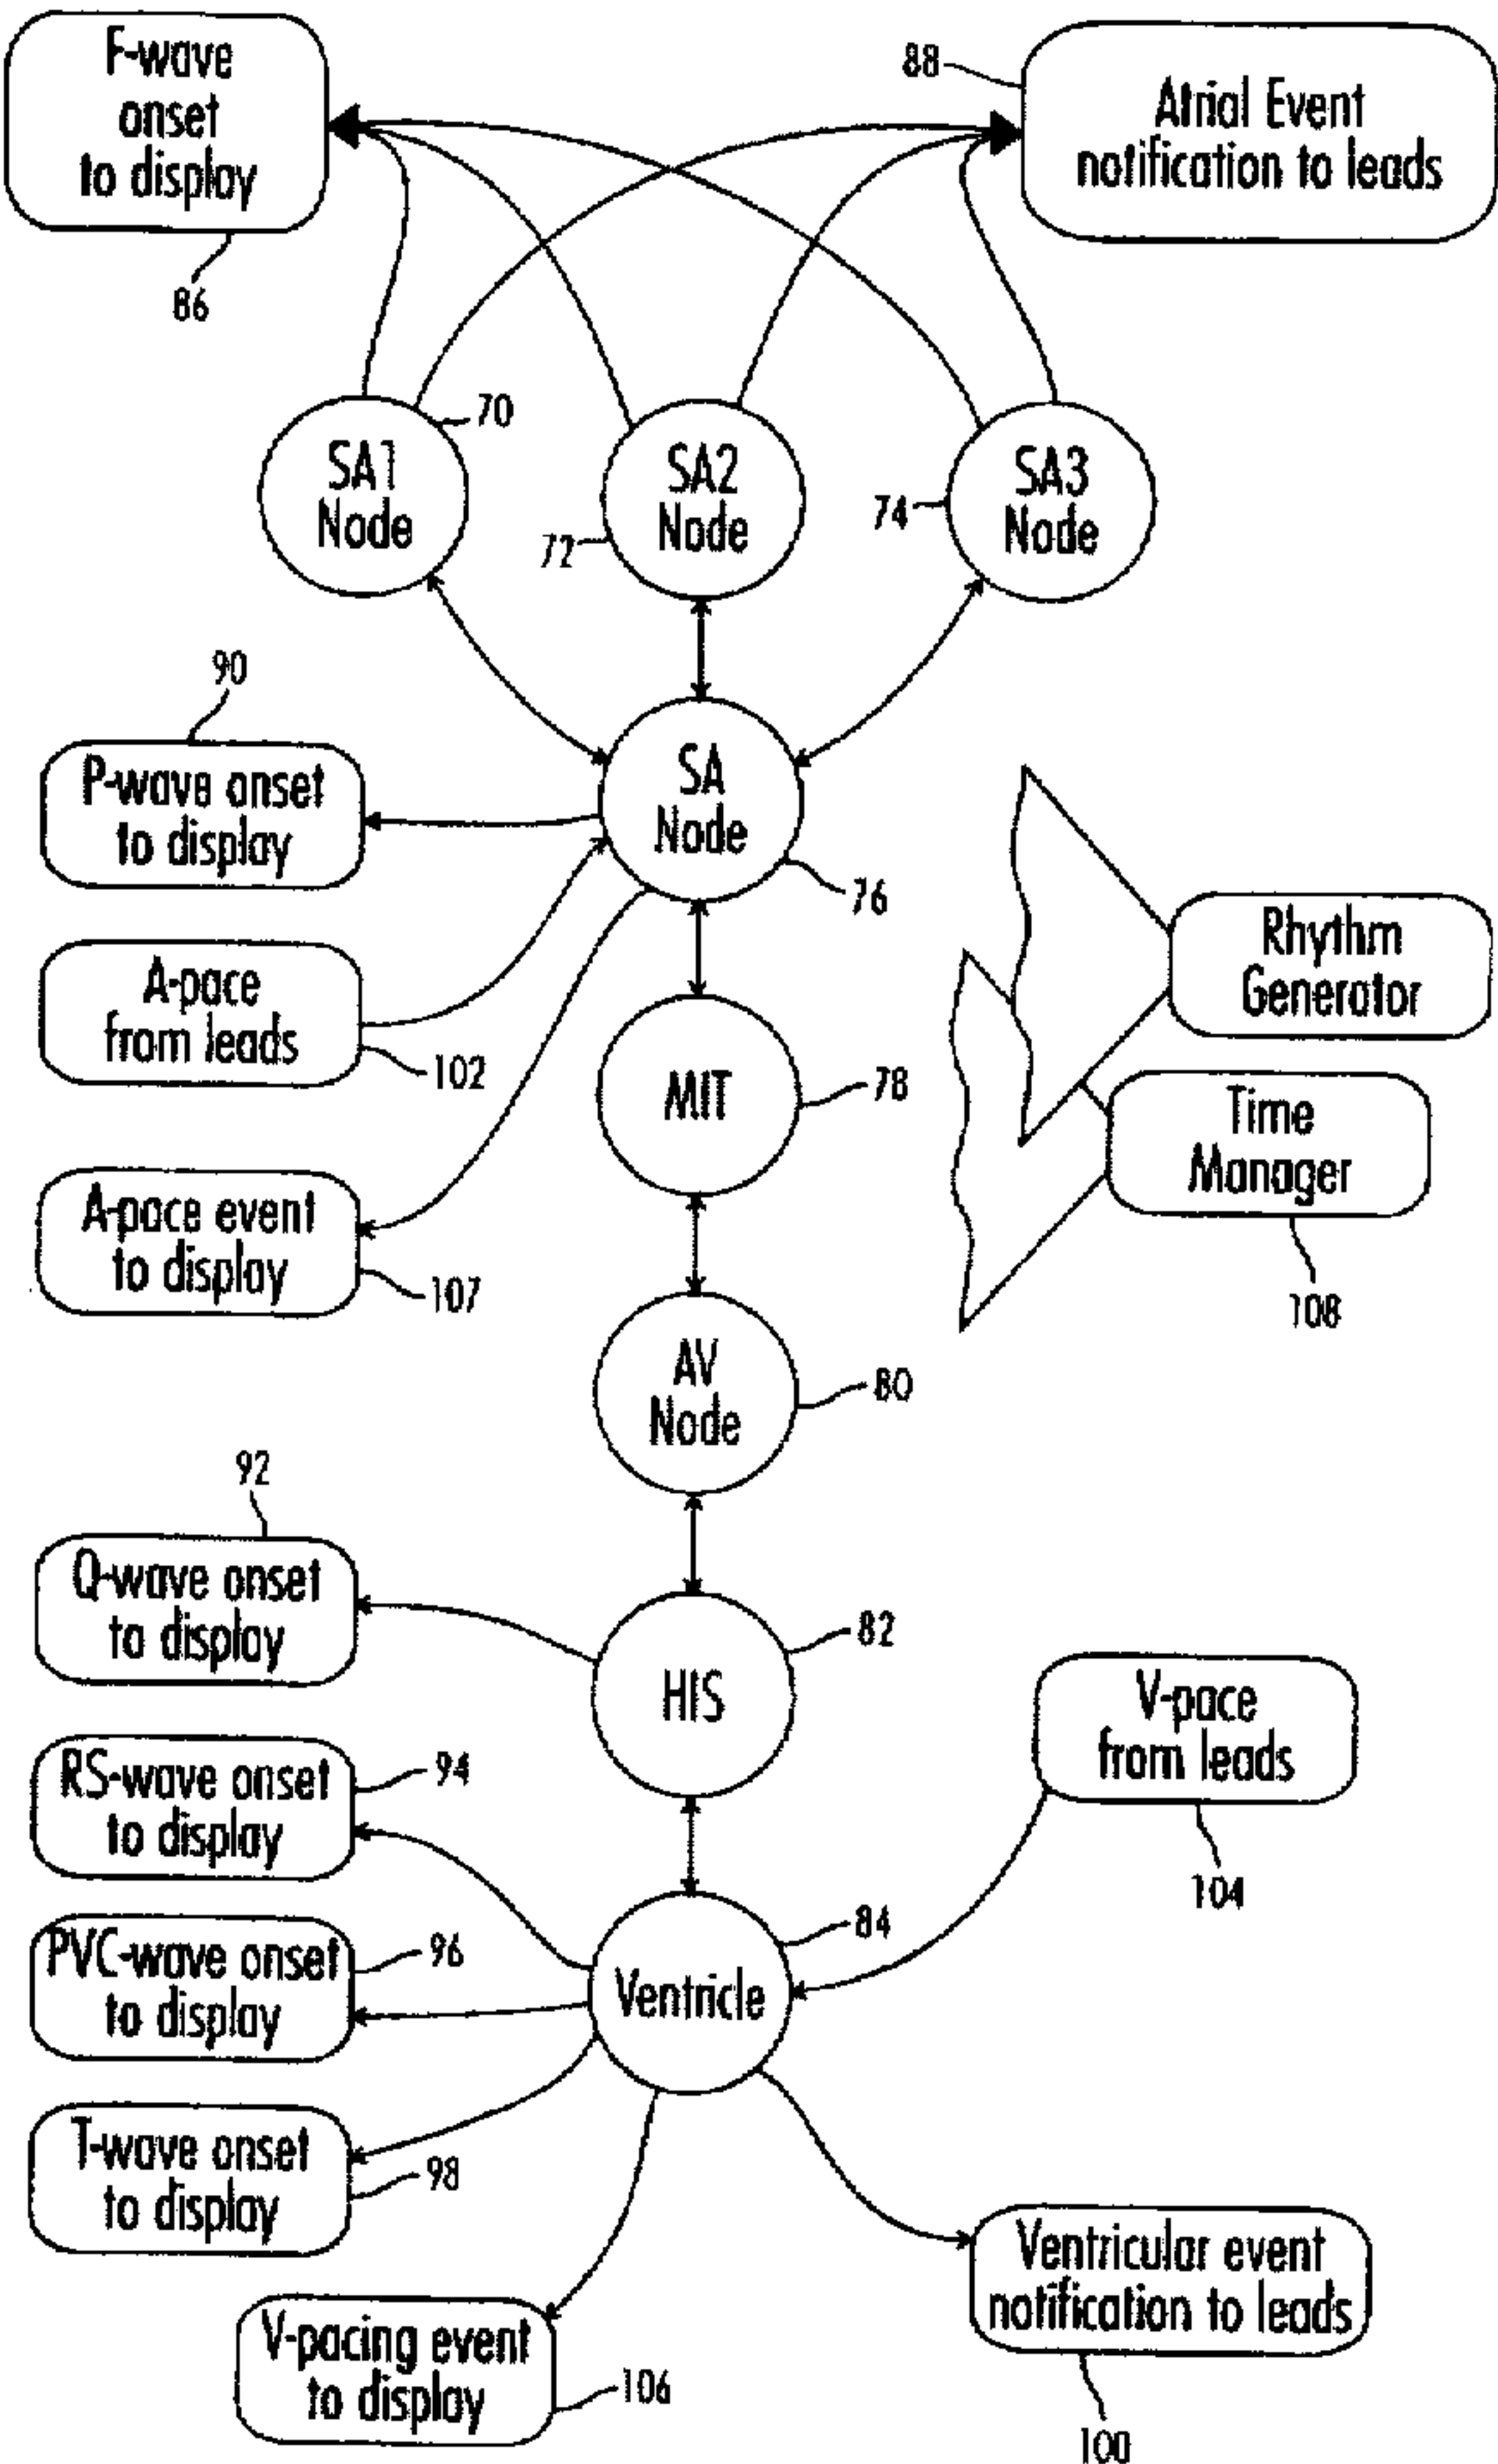 F-wave
onset
to display
86
88
Atrial Event
notification to leads
SA1
Node
70
SA2
Node
72
SA3
Node
74
90
P-wave onset
to display
SA
Node
76
A-pace
from leads
102
Rhythm
Generator
MIT
78
Time
Manager
108
A-pace event
to display
107
AV
Node
80
92
Q-wave onset
to display
HIS
82
V-pace
from leads
104
RS-wave onset
to display
94
PVC-wave onset
to display
96
Ventricle
84
T-wave onset
to display
98
Ventricular event
notification to leads
100
V-pacing event
to display
106